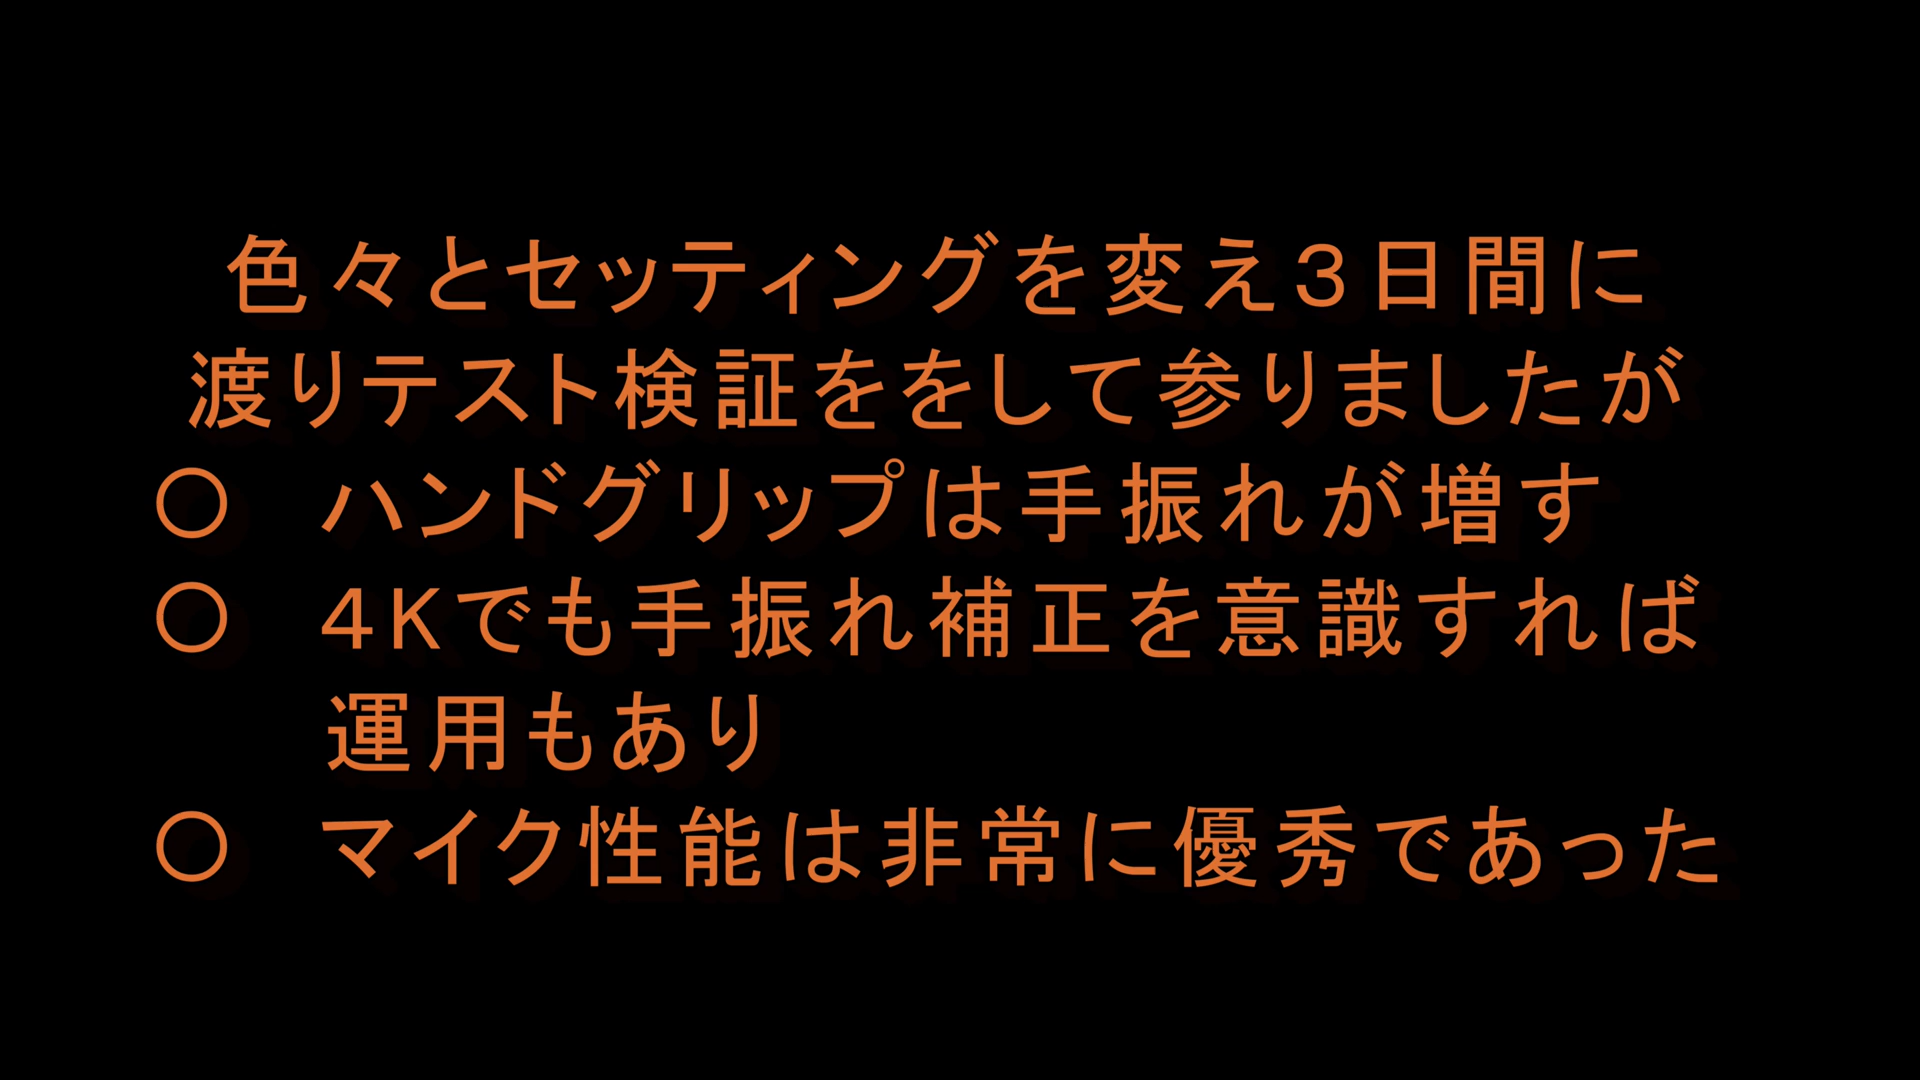 色々とセッティングを変え３日間に
渡りテスト検証ををして参りましたが
〇　ハンドグリップは手振れが増す
〇　４Kでも手振れ補正を意識すれば
運用もあり
〇　マイク性能は非常に優秀であった